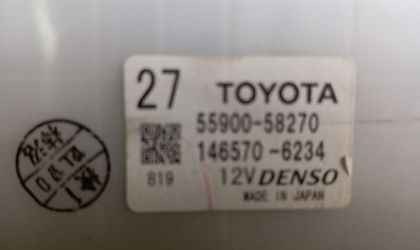 27 TOYOTA
55900-58270
146570-6234
819 12V DENSO
MADE IN JAPAN